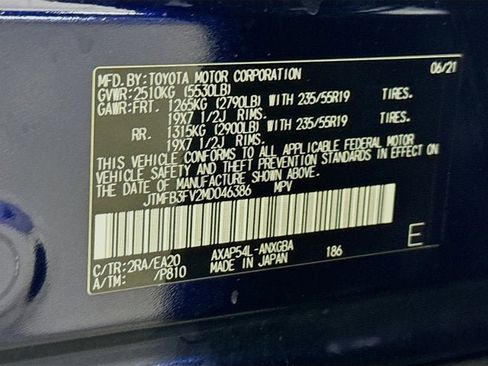 MFD.BY:TOYOTA MOTOR CORPORATION 06/21
GVWR:2510KG (5530LB)
GAWR:FRT. 1265KG (2790LB) WITH 235/55R19 TIRES.
19X7 1/2J RIMS.
RR. 1315KG (2900LB) WITH 235/55R19 TIRES.
19X7 1/2J RIMS.
THIS VEHICLE CONFORMS TO ALL APPLICABLE FEDERAL MOTOR
VEHICLE SAFETY AND THEFT PREVENTION STANDARDS IN EFFECT ON
THE DATE OF MANUFACTURE SHOWN ABOVE.
JTMFB3FV2MD046386 MPV
C/TR:2RA/EA20 AXAP54L-ANXGBA 186 E
A/TM: /P810 MADE IN JAPAN